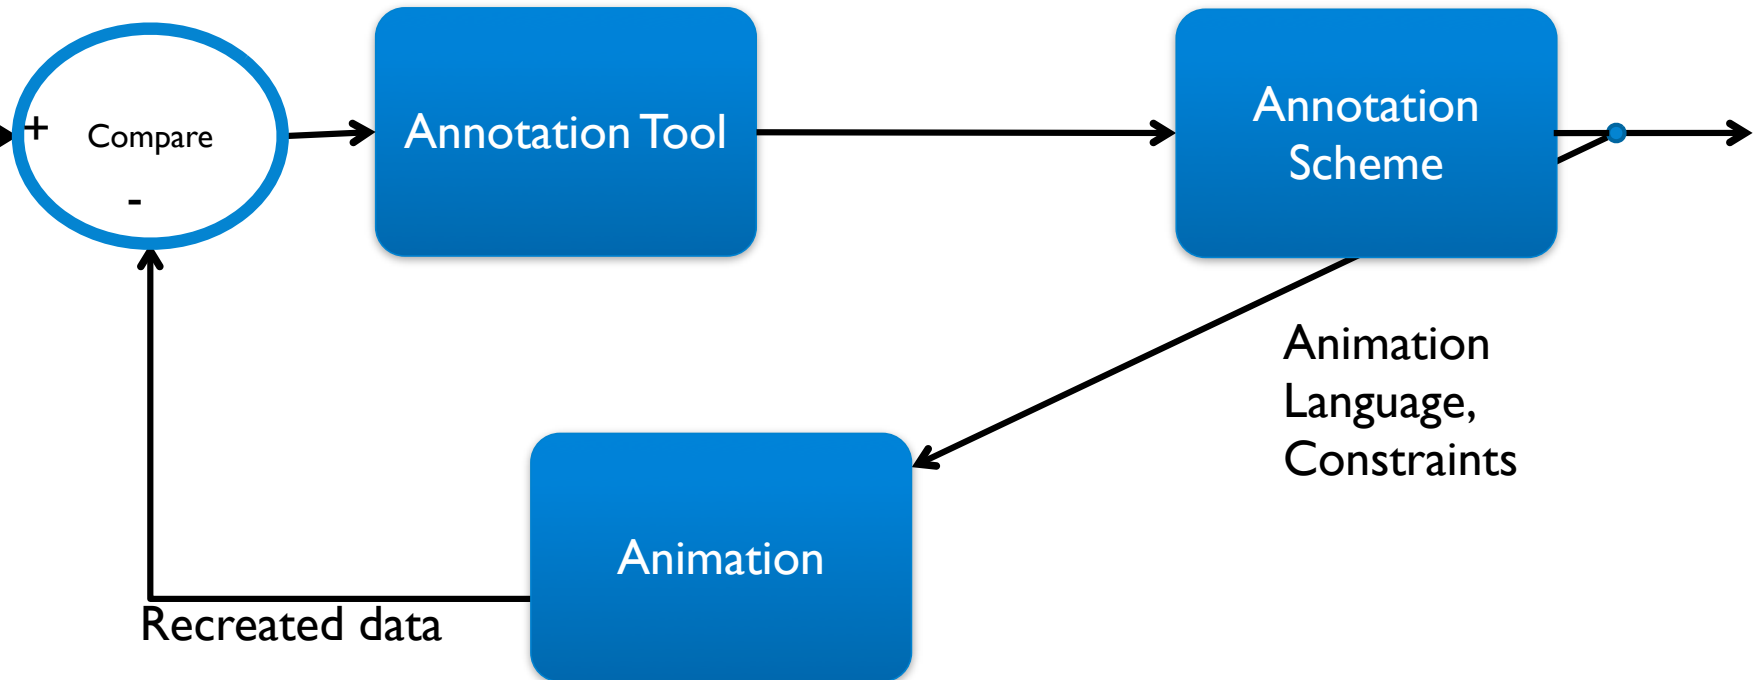 +
Compare
-
Annotation Tool
Annotation
Scheme
Animation
Language,
Constraints
Animation
Recreated data